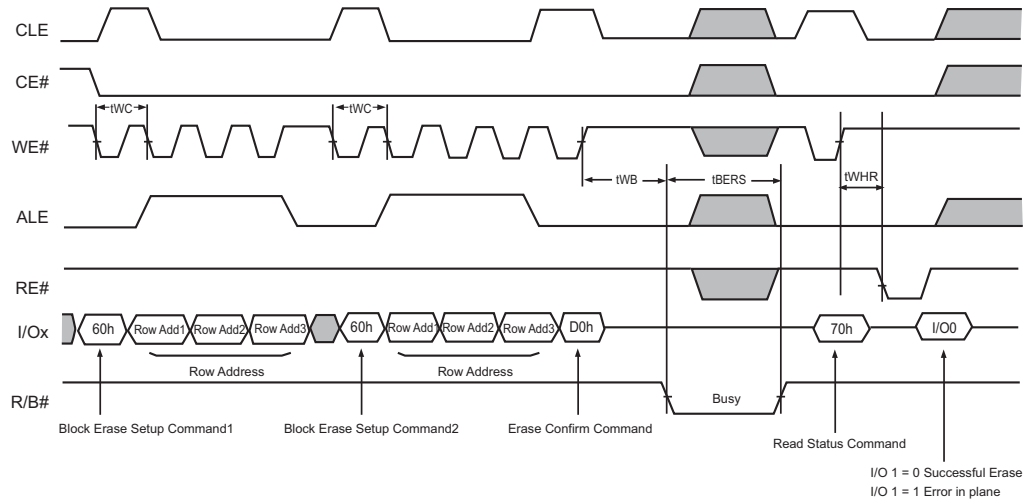 CLE
CE#
tWC
tWC
WE#
tWB
tBERS
tWHR
ALE
RE#
I/Ox
60h
Row Add1
Row Add2
Row Add3
60h
Row Add1
Row Add2
Row Add3
D0h
70h
I/O0
Row Address
Row Address
R/B#
Busy
Block Erase Setup Command1
Block Erase Setup Command2
Erase Confirm Command
Read Status Command
I/O 1 = 0 Successful Erase
I/O 1 = 1 Error in plane